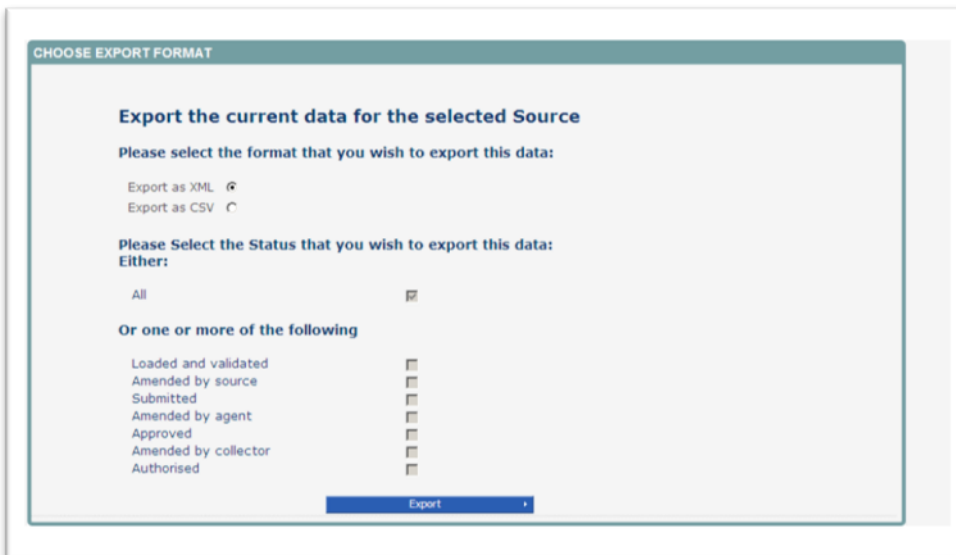 CHOOSE EXPORT FORMAT
Export the current data for the selected Source
Please select the format that you wish to export this data:
Export as XML
Export as CSV
Please Select the Status that you wish to export this data:
Either:
All
Or one or more of the following
Loaded and validated
Amended by source
Submitted
Amended by agent
Approved
Amended by collector
Authorised
Export